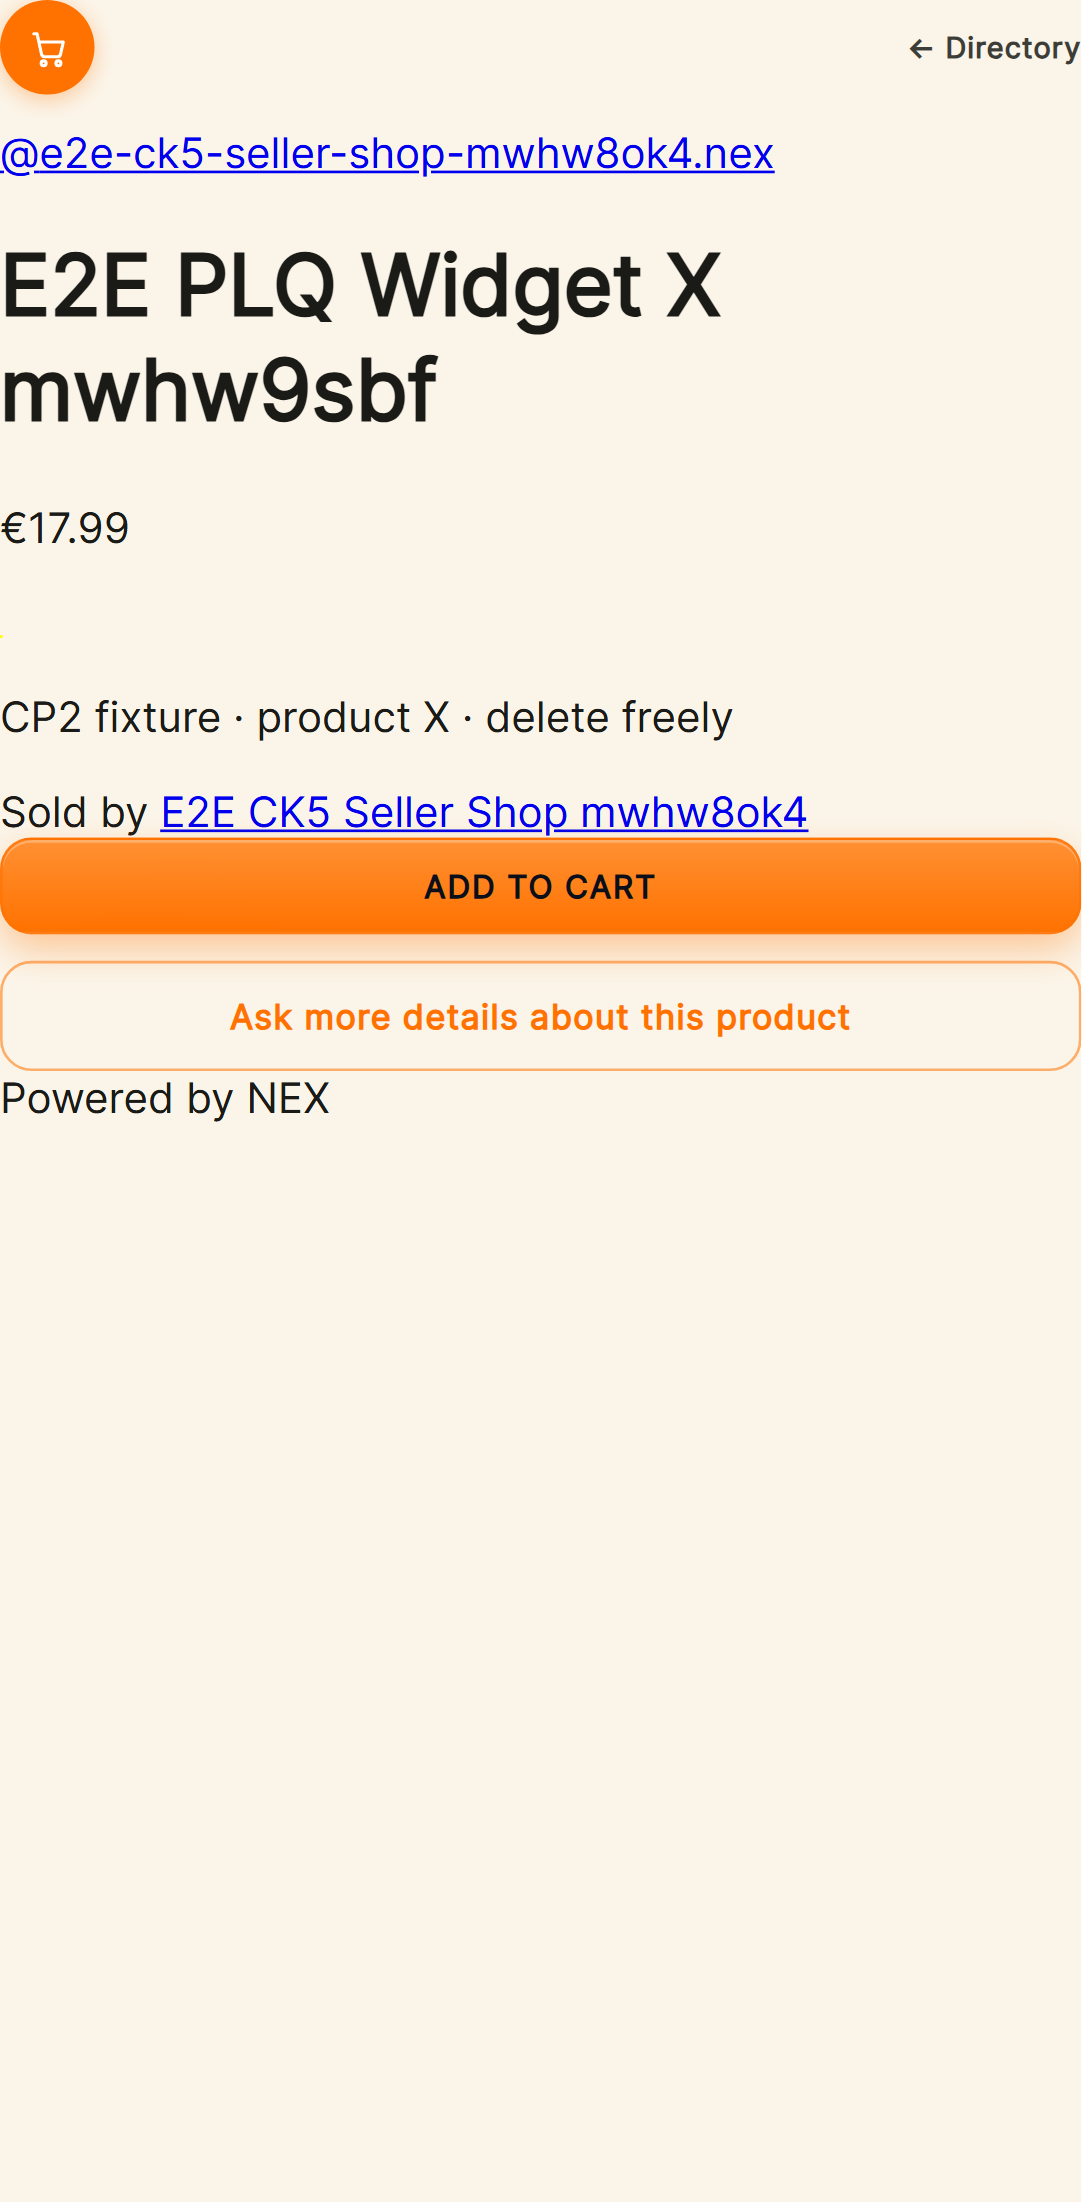 ← Directory
@e2e-ck5-seller-shop-mwhw8ok4.nex
E2E PLQ Widget X
mwhw9sbf
€17.99
CP2 fixture · product X · delete freely
Sold by E2E CK5 Seller Shop mwhw8ok4
ADD TO CART
Ask more details about this product
Powered by NEX